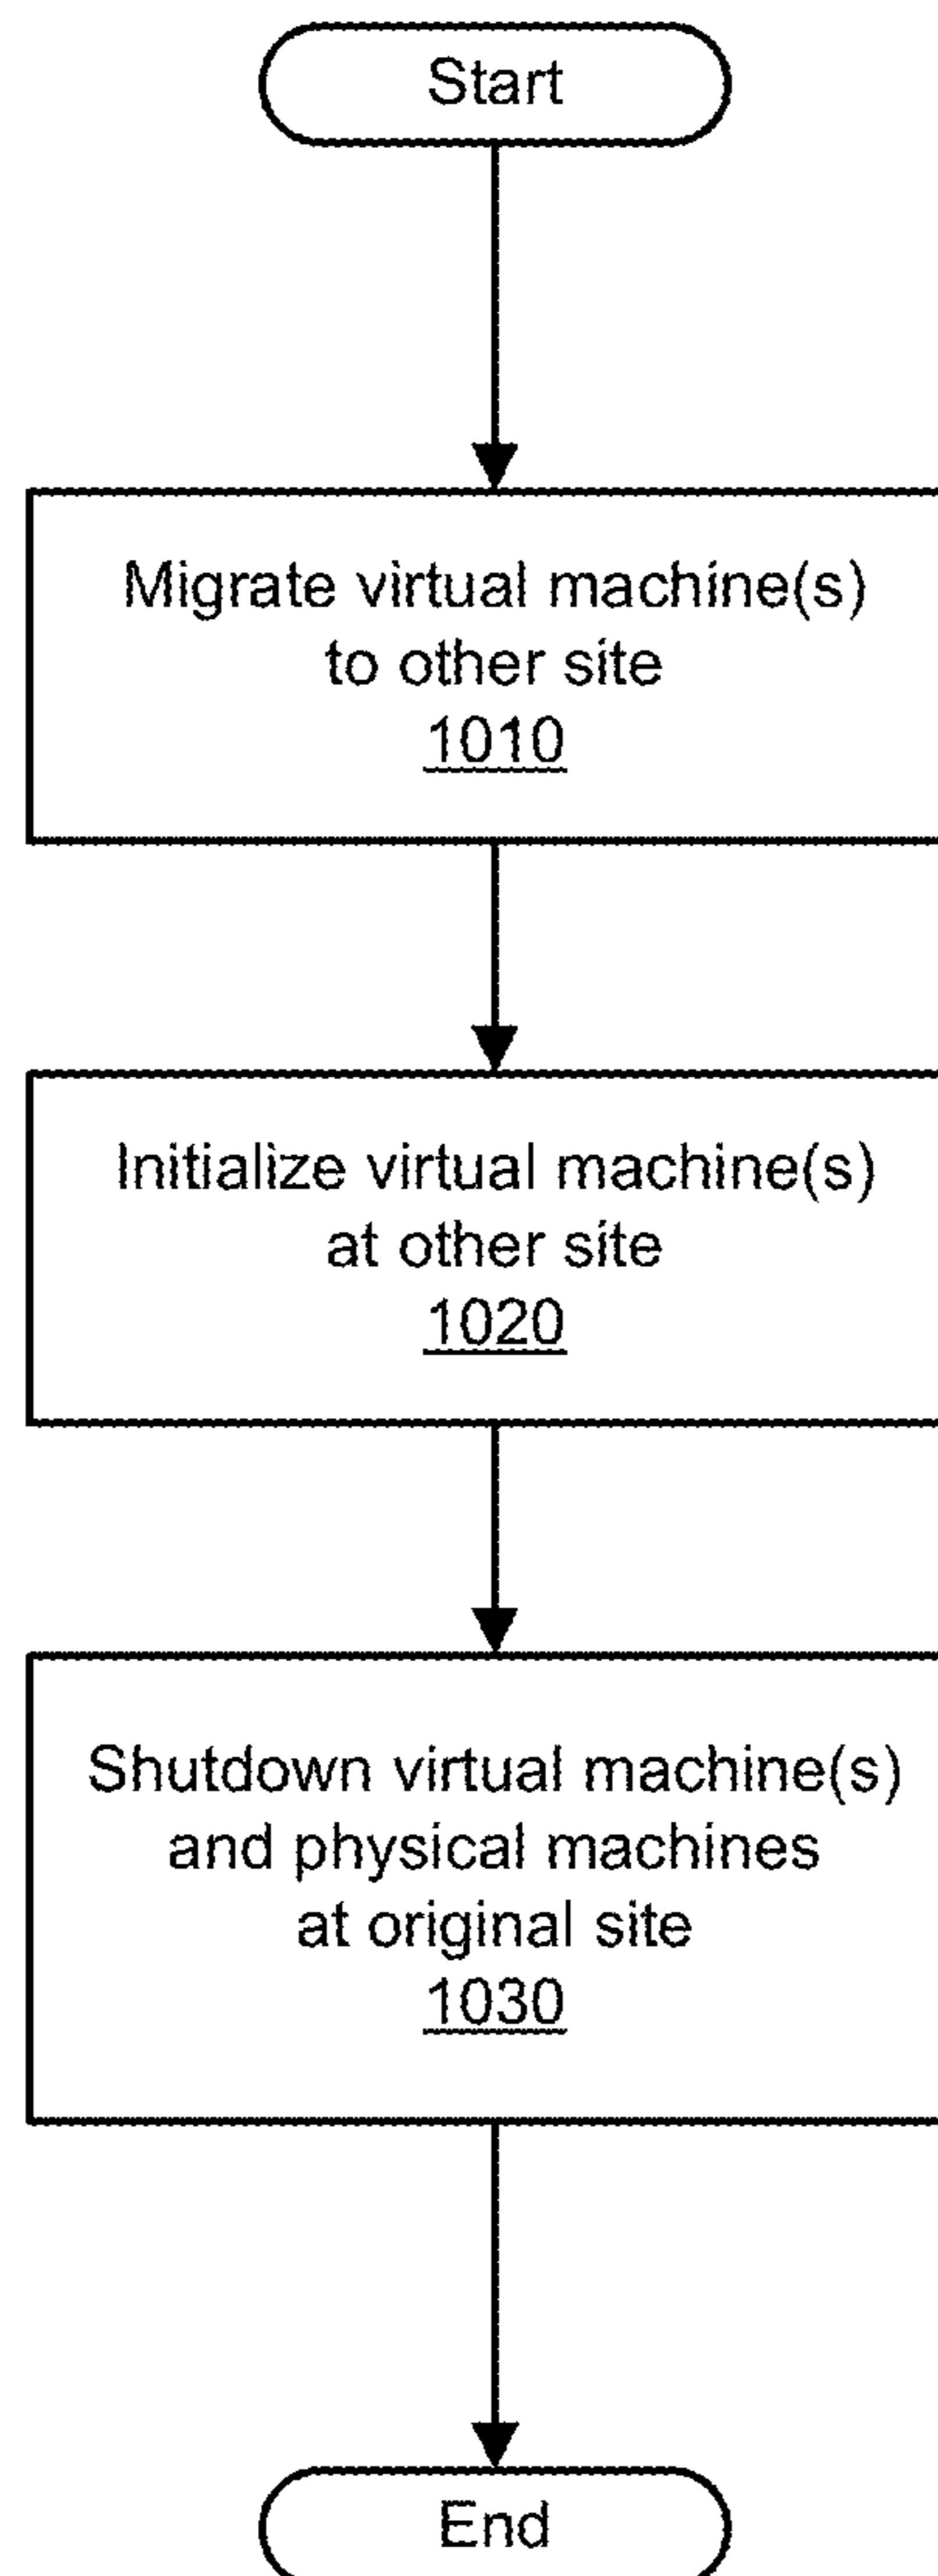 Start
Migrate virtual machine(s)
to other site
1010
Initialize virtual machine(s)
at other site
1020
Shutdown virtual machine(s)
and physical machines
at original site
1030
End